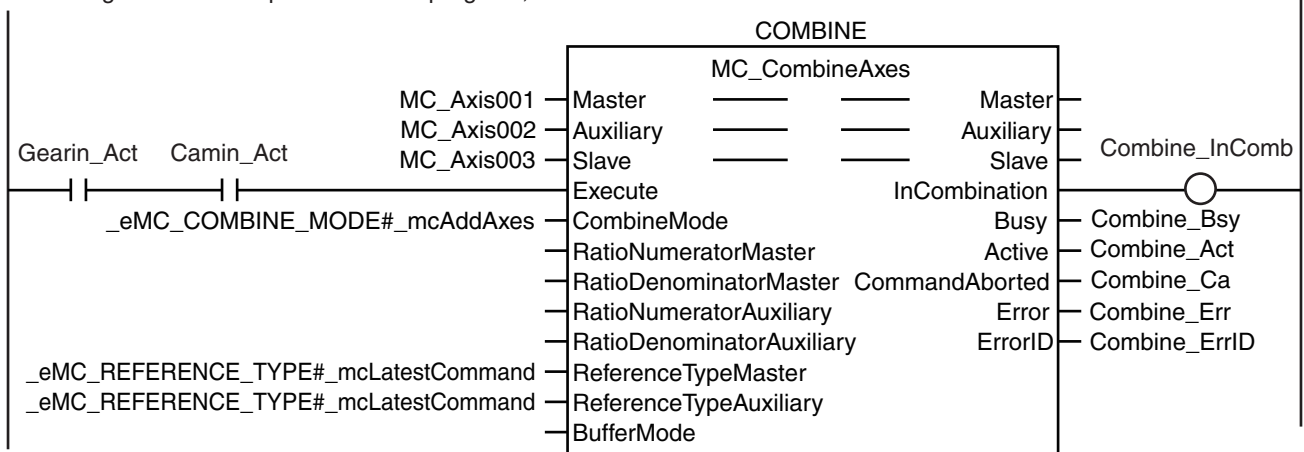 COMBINE
MC_CombineAxes
MC_Axis001 Master Master
MC_Axis002 Auxiliary Auxiliary
Gearin_Act Camin_Act MC_Axis003 Slave Slave Combine_InComb
Execute InCombination
_eMC_COMBINE_MODE#_mcAddAxes CombineMode Busy Combine_Bsy
RatioNumeratorMaster Active Combine_Act
RatioDenominatorMaster CommandAborted Combine_Ca
RatioNumeratorAuxiliary Error Combine_Err
RatioDenominatorAuxiliary ErrorID Combine_ErrID
_eMC_REFERENCE_TYPE#_mcLatestCommand ReferenceTypeMaster
_eMC_REFERENCE_TYPE#_mcLatestCommand ReferenceTypeAuxiliary
BufferMode